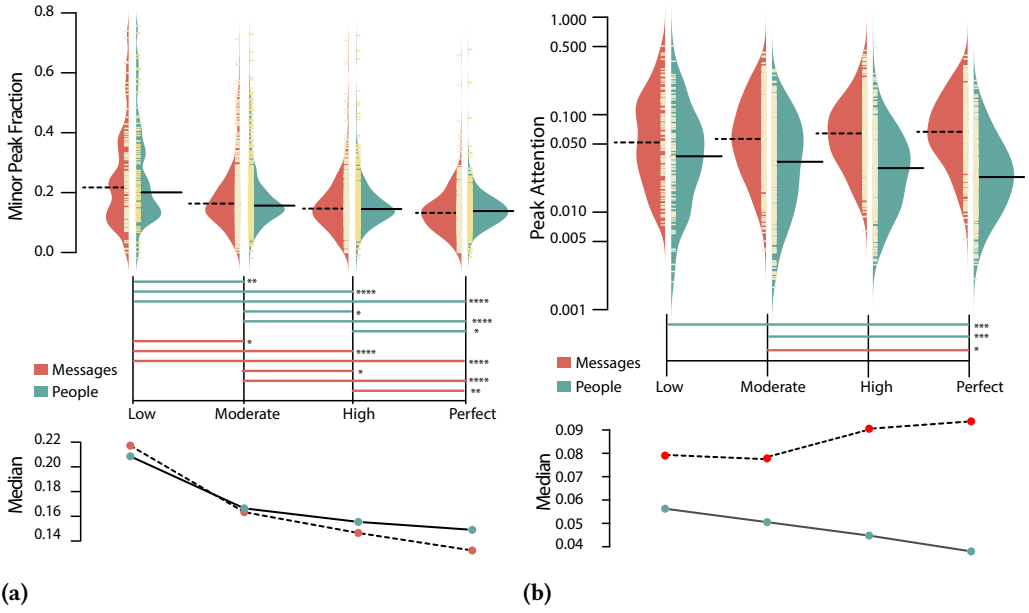 0.8
0.6
0.4
0.2
0.0
Minor Peak Fraction
**
****
****
*
****
*
*
****
****
*
****
**
Messages
People
Low
Moderate
High
Perfect
0.22
0.20
0.18
0.16
0.14
Median
(a)
1.000
0.500
0.100
0.050
0.010
0.005
0.001
Peak Attention
***
***
*
Messages
People
Low
Moderate
High
Perfect
0.09
0.08
0.07
0.06
0.05
0.04
Median
(b)